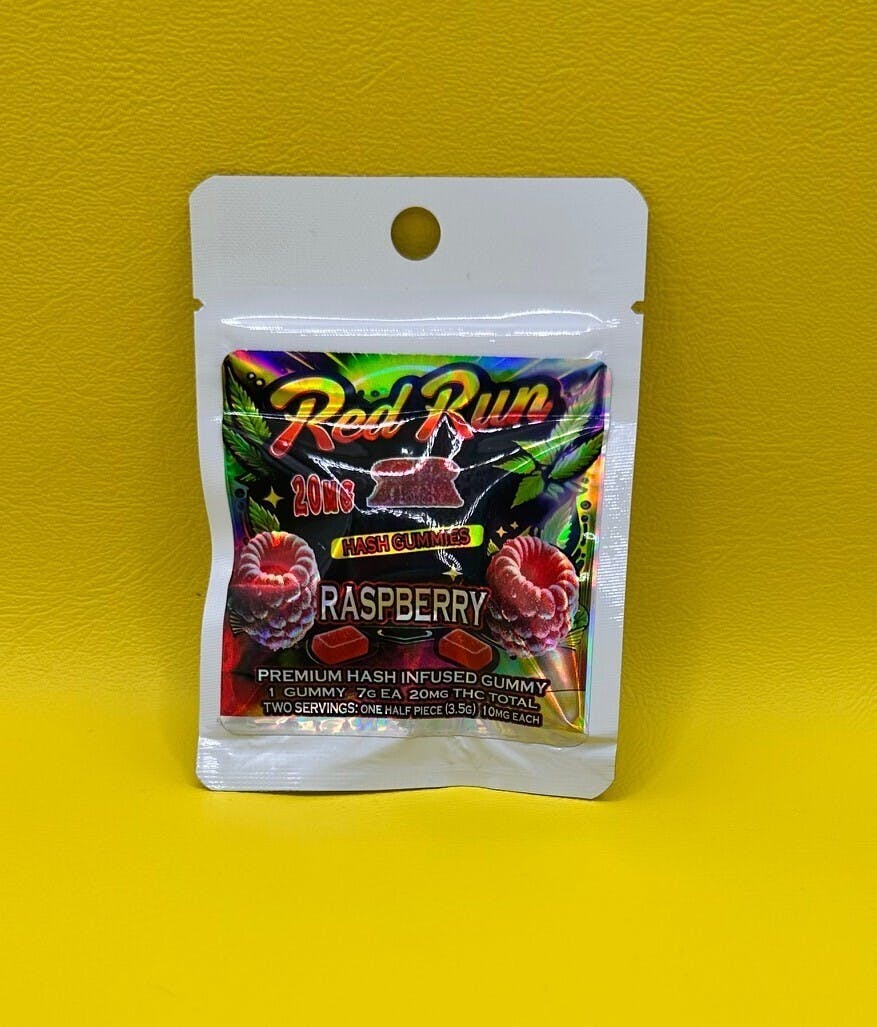 Red Run
20MG
HASH GUMMIES
RASPBERRY
PREMIUM HASH INFUSED GUMMY
1 GUMMY 7G EA 20MG THC TOTAL
TWO SERVINGS: ONE HALF PIECE (3.5G) 10MG EACH